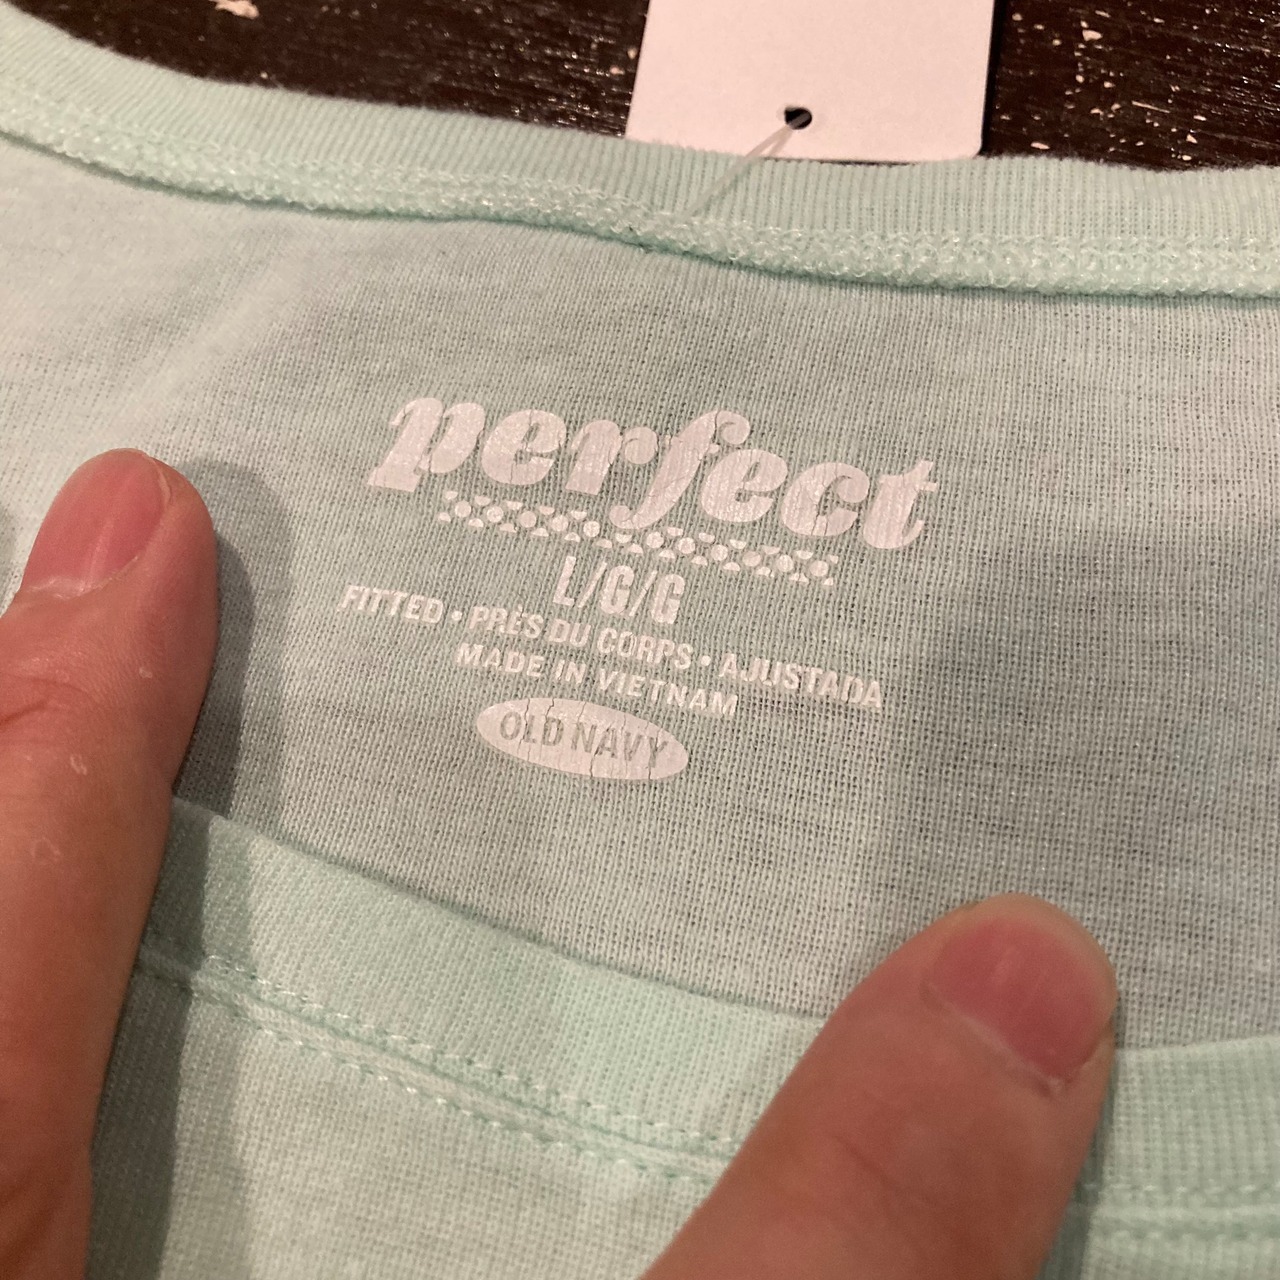 perfect
L/G/G
FITTED • PRÈS DU CORPS • AJUSTADA
MADE IN VIETNAM
OLD NAVY